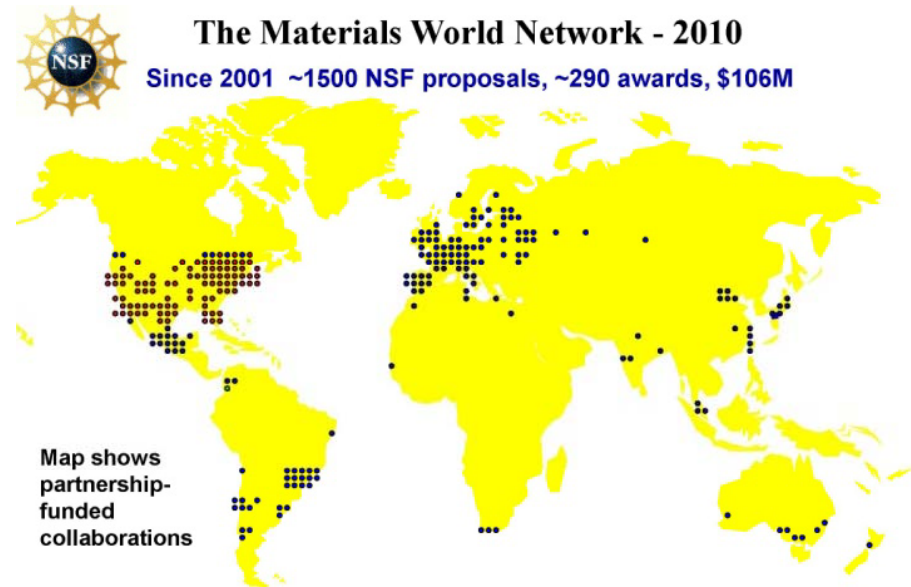 NSF
The Materials World Network - 2010
Since 2001 ~1500 NSF proposals, ~290 awards, $106M
Map shows
partnership-
funded
collaborations